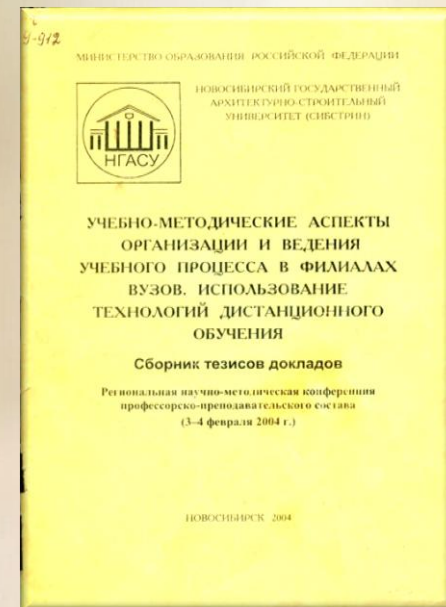 У-912
МИНИСТЕРСТВО ОБРАЗОВАНИЯ РОССИЙСКОЙ ФЕДЕРАЦИИ
НОВОСИБИРСКИЙ ГОСУДАРСТВЕННЫЙ
АРХИТЕКТУРНО-СТРОИТЕЛЬНЫЙ
УНИВЕРСИТЕТ (СИБСТРИН)
НГАСУ
УЧЕБНО-МЕТОДИЧЕСКИЕ АСПЕКТЫ
ОРГАНИЗАЦИИ И ВЕДЕНИЯ
УЧЕБНОГО ПРОЦЕССА В ФИЛИАЛАХ
ВУЗОВ. ИСПОЛЬЗОВАНИЕ
ТЕХНОЛОГИЙ ДИСТАНЦИОННОГО
ОБУЧЕНИЯ
Сборник тезисов докладов
Региональная научно-методическая конференция
профессорско-преподавательского состава
(3–4 февраля 2004 г.)
НОВОСИБИРСК 2004